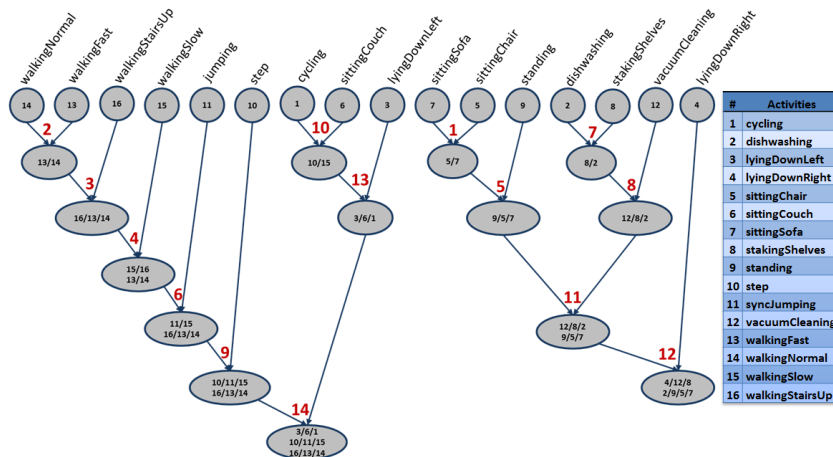 walkingNormal
walkingFast
walkingStairsUp
walkingSlow
jumping
step
cycling
sittingCouch
lyingDownLeft
sittingSofa
sittingChair
standing
dishwashing
stakingShelves
vacuumCleaning
lyingDownRight
14
13
16
15
11
10
1
6
3
7
5
9
2
8
12
4
2
10
1
7
13/14
10/15
5/7
8/2
3
13
5
8
16/13/14
3/6/1
9/5/7
12/8/2
4
15/16
13/14
6
11
11/15
16/13/14
12/8/2
9/5/7
9
12
10/11/15
16/13/14
4/12/8
2/9/5/7
14
3/6/1
10/11/15
16/13/14
# Activities
1 cycling
2 dishwashing
3 lyingDownLeft
4 lyingDownRight
5 sittingChair
6 sittingCouch
7 sittingSofa
8 stakingShelves
9 standing
10 step
11 syncJumping
12 vacuumCleaning
13 walkingFast
14 walkingNormal
15 walkingSlow
16 walkingStairsUp